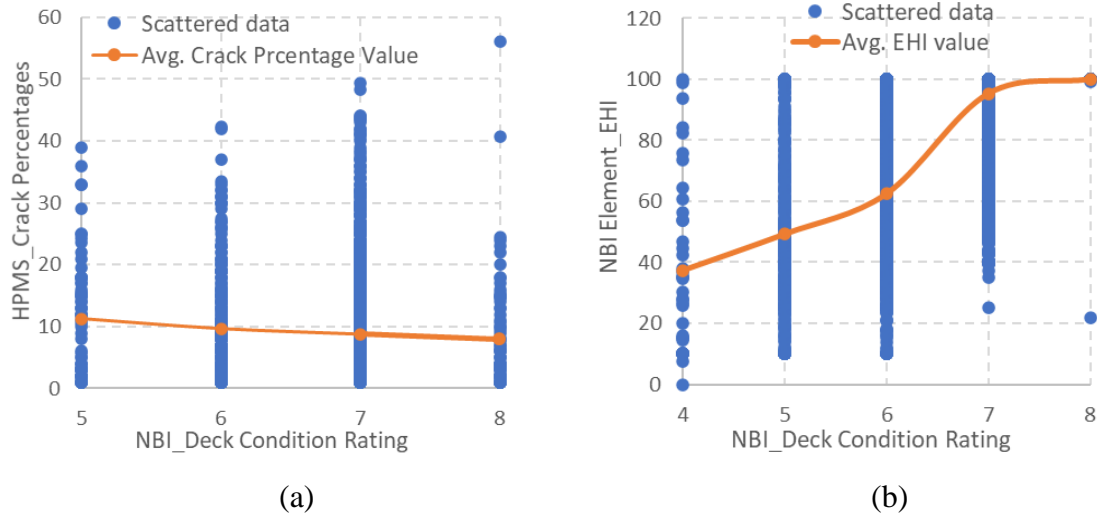 Scattered data
Avg. Crack Prcentage Value
HPMS_Crack Percentages
60
50
40
30
20
10
0
5 6 7 8
NBI_Deck Condition Rating
(a)
Scattered data
Avg. EHI value
NBI Element_EHI
120
100
80
60
40
20
0
4 5 6 7 8
NBI_Deck Condition Rating
(b)